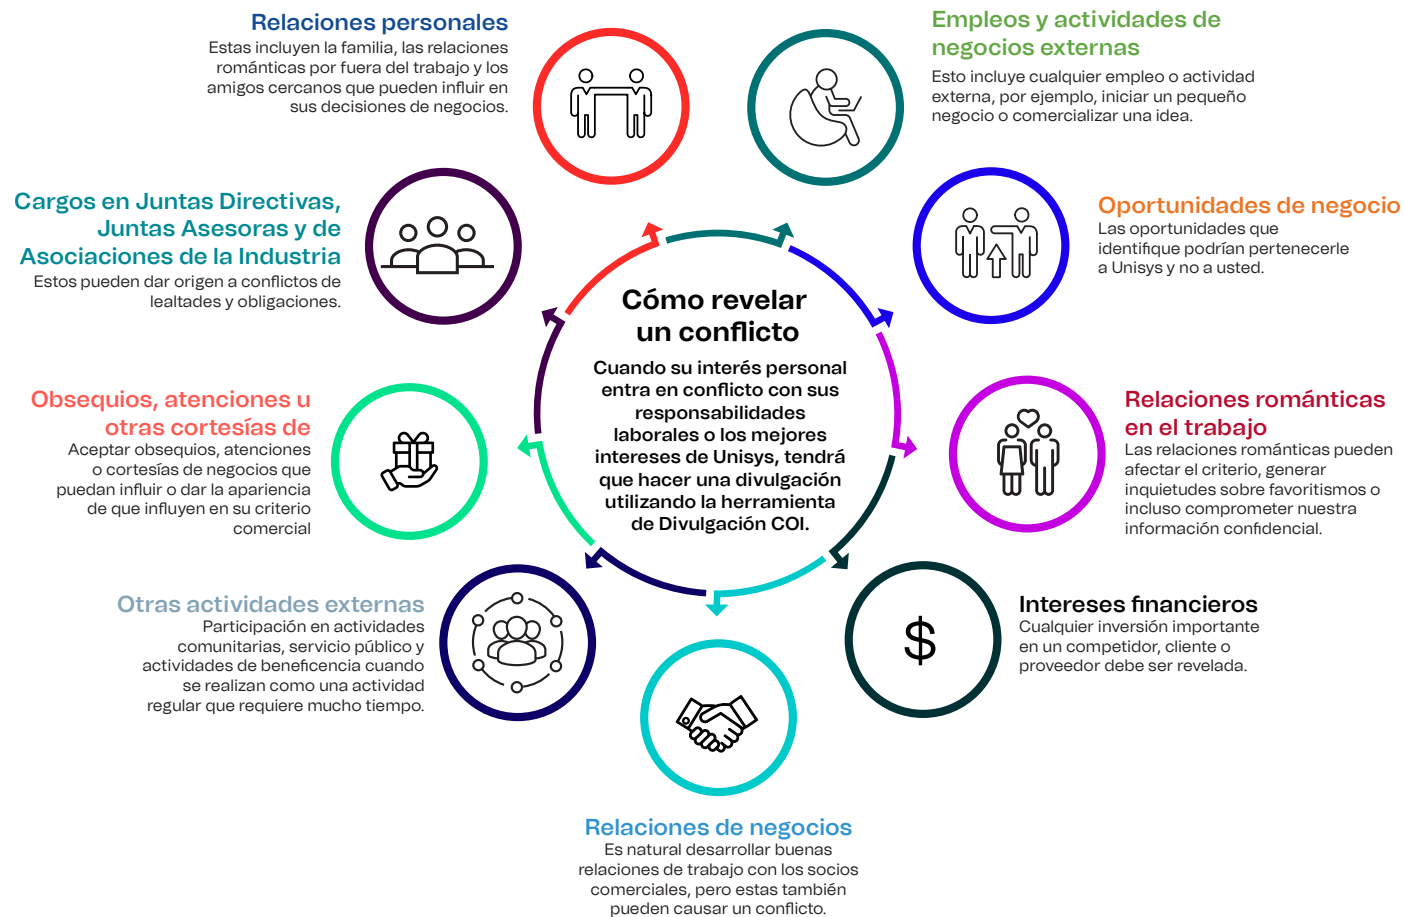 Relaciones personales
Estas incluyen la familia, las relaciones
románticas por fuera del trabajo y los
amigos cercanos que pueden influir en
sus decisiones de negocios.
Empleos y actividades de
negocios externas
Esto incluye cualquier empleo o actividad
externa, por ejemplo, iniciar un pequeño
negocio o comercializar una idea.
Cargos en Juntas Directivas,
Juntas Asesoras y de
Asociaciones de la Industria
Estos pueden dar origen a conflictos de
lealtades y obligaciones.
Oportunidades de negocio
Las oportunidades que
identifique podrían pertenecerle
a Unisys y no a usted.
Cómo revelar
un conflicto
Cuando su interés personal
entra en conflicto con sus
responsabilidades
laborales o los mejores
intereses de Unisys, tendrá
que hacer una divulgación
utilizando la herramienta
de Divulgación COI.
Obsequios, atenciones u
otras cortesías de
Aceptar obsequios, atenciones
o cortesías de negocios que
puedan influir o dar la apariencia
de que influyen en su criterio
comercial
Relaciones románticas
en el trabajo
Las relaciones románticas pueden
afectar el criterio, generar
inquietudes sobre favoritismos o
incluso comprometer nuestra
información confidencial.
Otras actividades externas
Participación en actividades
comunitarias, servicio público y
actividades de beneficencia cuando
se realizan como una actividad
regular que requiere mucho tiempo.
$
Intereses financieros
Cualquier inversión importante
en un competidor, cliente o
proveedor debe ser revelada.
Relaciones de negocios
Es natural desarrollar buenas
relaciones de trabajo con los socios
comerciales, pero estas también
pueden causar un conflicto.